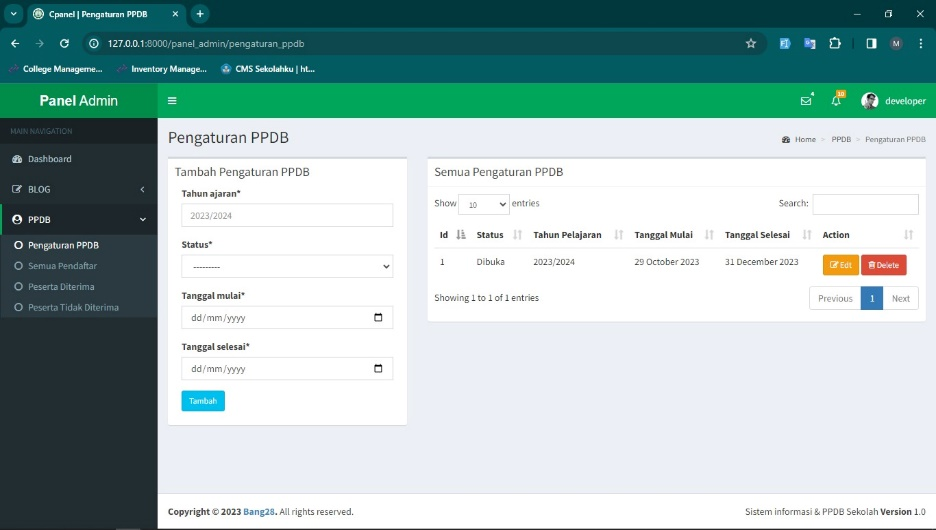 Cpanel | Pengaturan PPDB
127.0.0.1:8000/panel_admin/pengaturan_ppdb
M
College Manageme... Inventory Manage... CMS Sekolahku | ht...
Panel Admin
4
10
developer
MAIN NAVIGATION
Dashboard
BLOG
PPDB
Pengaturan PPDB
Semua Pendaftar
Peserta Diterima
Peserta Tidak Diterima
Pengaturan PPDB
Home
PPDB
Pengaturan PPDB
Tambah Pengaturan PPDB
Tahun ajaran*
2023/2024
Status*
---------
Tanggal mulai*
dd/mm/yyyy
Tanggal selesai*
dd/mm/yyyy
Tambah
Semua Pengaturan PPDB
Show 10 entries
Search:
Id Status Tahun Pelajaran Tanggal Mulai Tanggal Selesai Action
1 Dibuka 2023/2024 29 October 2023 31 December 2023 Edt Delete
Showing 1 to 1 of 1 entries
Previous 1 Next
Copyright © 2023 Bang28. All rights reserved.
Sistem informasi & PPDB Sekolah Version 1.0